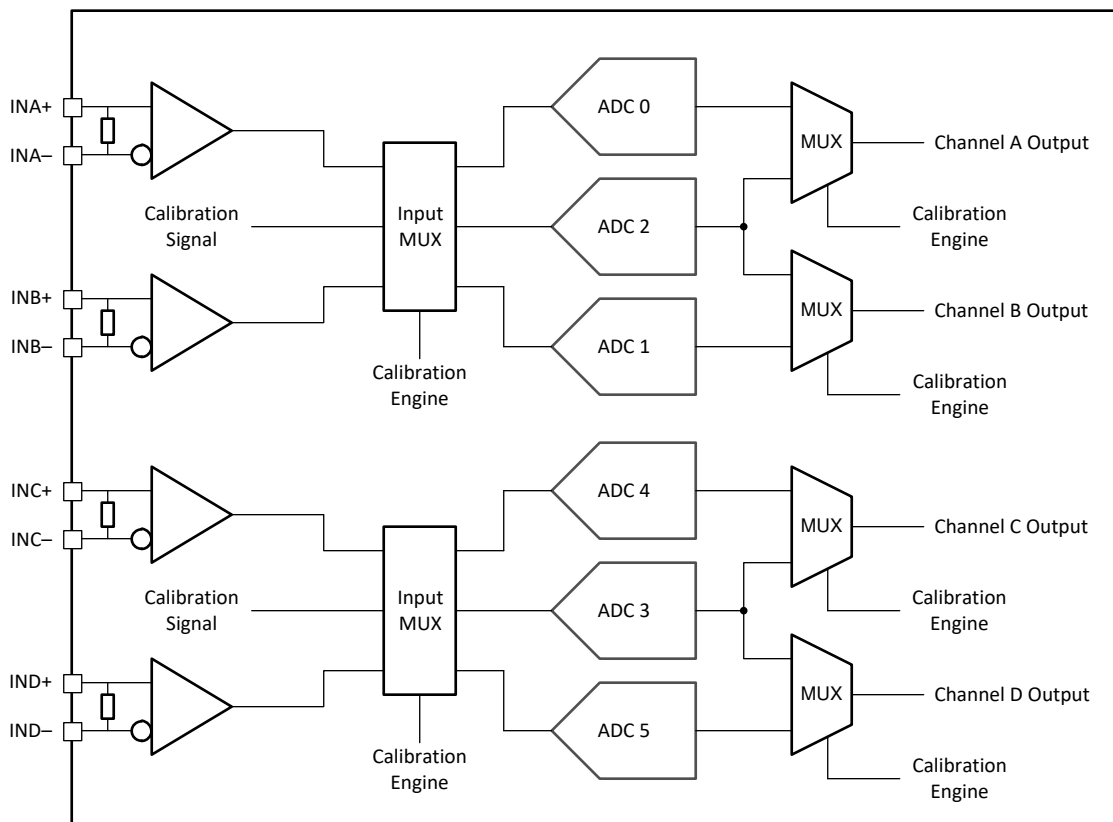 INA+
INA–
INB+
INB–
Calibration
Signal
Input
MUX
Calibration
Engine
ADC 0
ADC 2
ADC 1
MUX
Channel A Output
Calibration
Engine
MUX
Channel B Output
Calibration
Engine
INC+
INC–
IND+
IND–
Calibration
Signal
Input
MUX
Calibration
Engine
ADC 4
ADC 3
ADC 5
MUX
Channel C Output
Calibration
Engine
MUX
Channel D Output
Calibration
Engine